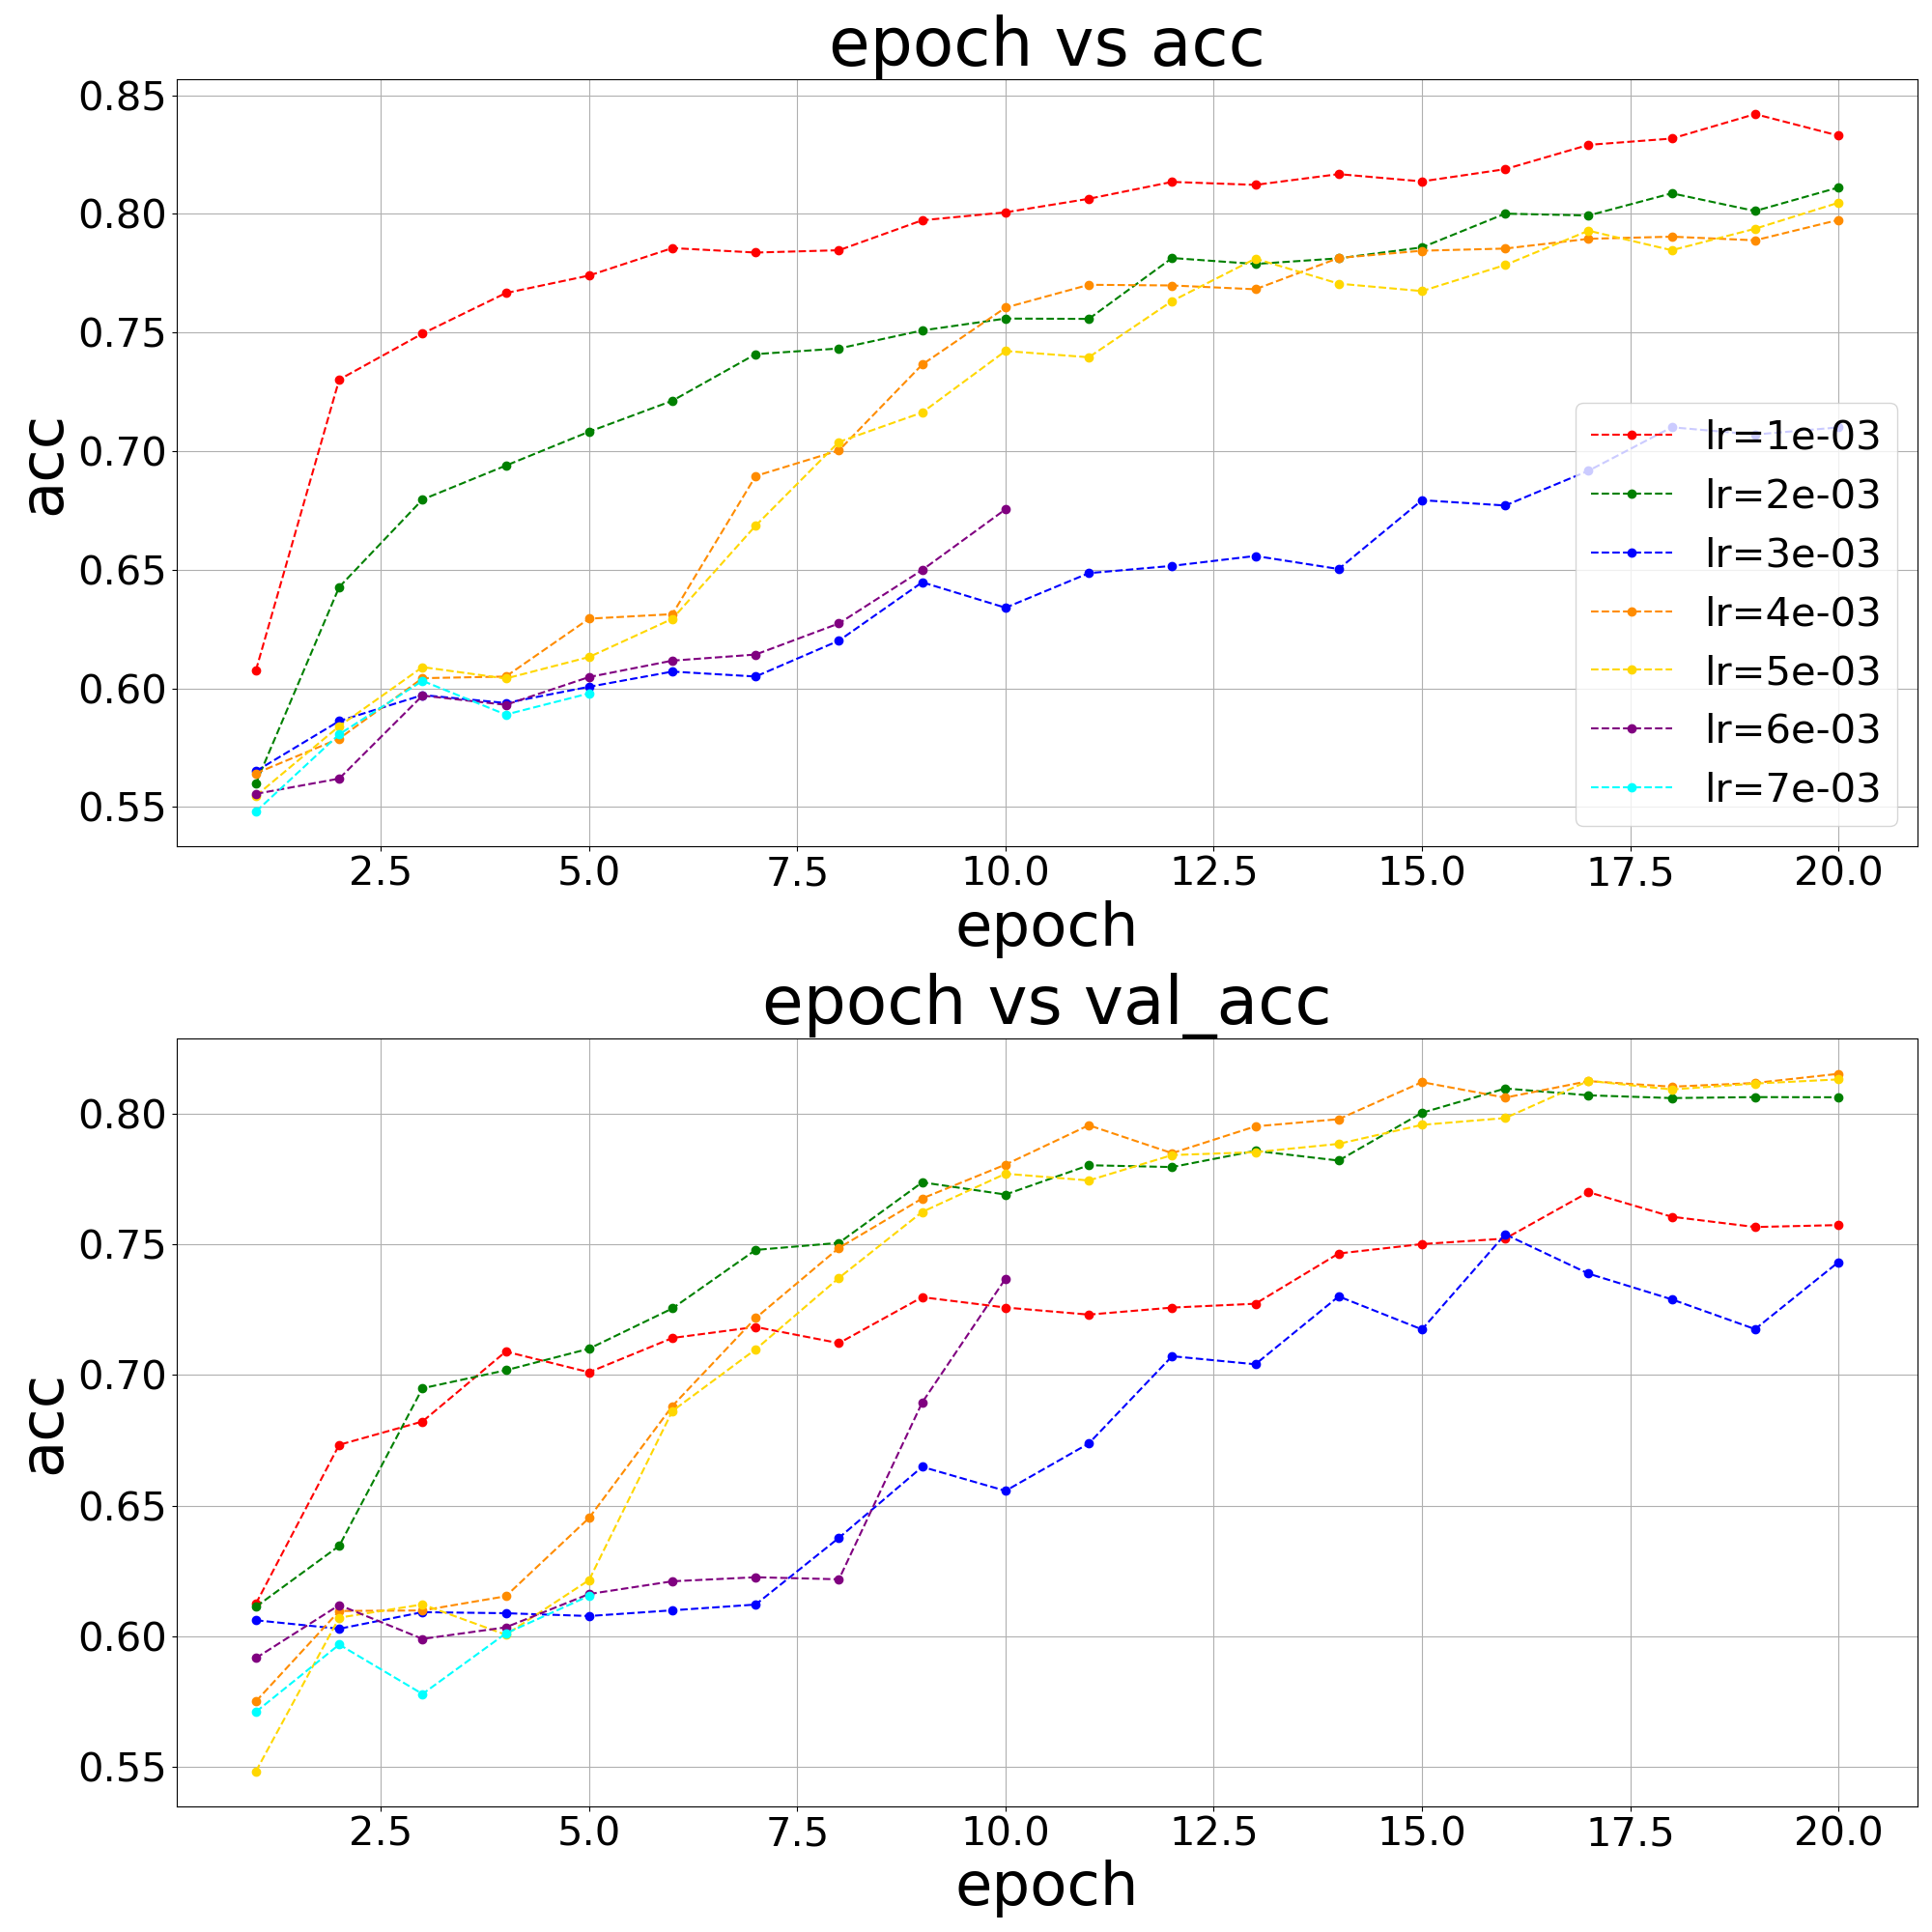 epoch vs acc
0.85
0.80
0.75
0.70
0.65
0.60
0.55
acc
lr=1e-03
lr=2e-03
lr=3e-03
lr=4e-03
lr=5e-03
lr=6e-03
lr=7e-03
2.5 5.0 7.5 10.0 12.5 15.0 17.5 20.0
epoch
epoch vs val_acc
0.80
0.75
0.70
0.65
0.60
0.55
acc
2.5 5.0 7.5 10.0 12.5 15.0 17.5 20.0
epoch